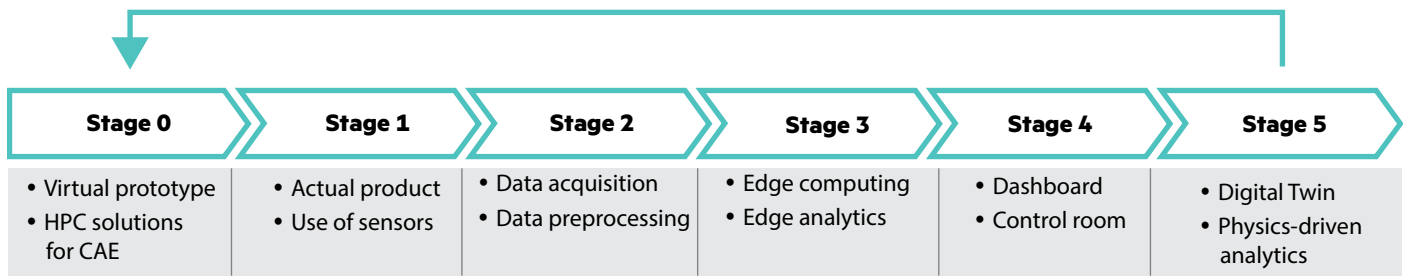 Stage 0
Stage 1
Stage 2
Stage 3
Stage 4
Stage 5
• Virtual prototype
• HPC solutions
for CAE
• Actual product
• Use of sensors
• Data acquisition
• Data preprocessing
• Edge computing
• Edge analytics
• Dashboard
• Control room
• Digital Twin
• Physics-driven
analytics